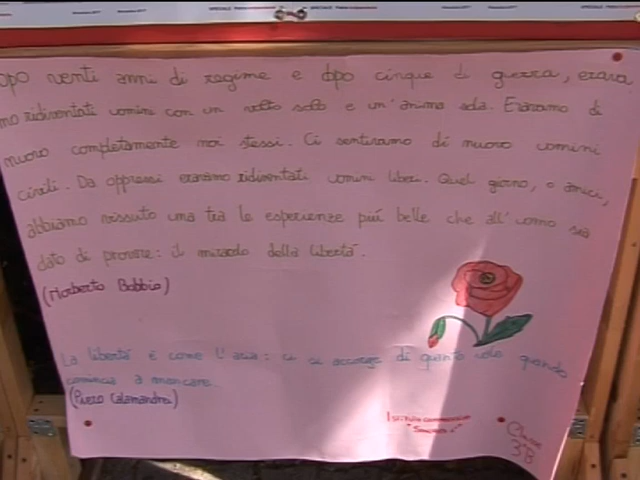 opo venti anni di regime e dopo cinque di guerra, erava
mo ridiventati uomini con un volto solo e un'anima sola. Eravamo di
nuovo completamente noi stessi. Ci sentivamo di nuovo uomini
civili. Da oppressi eravamo ridiventati uomini liberi. Quel giorno, o amici,
abbiamo vissuto una tra le esperienze più belle che all'uomo sia
dato di provare: il miracolo della libertà.
(Norberto Bobbio)
La libertà è come l'aria: ci si accorge di quanto vale quando
comincia a mancare.
(Piero Calamandrei)
Istituto comprensivo
Classe
3°B